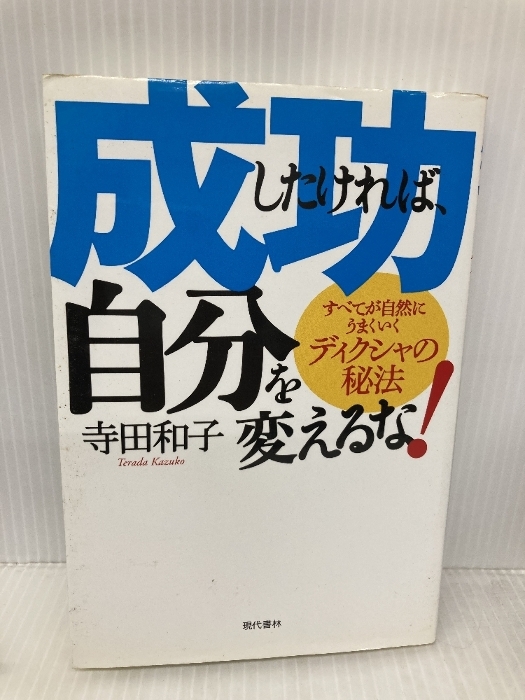 成功
したければ、
自分を
変えるな!
すべてが自然に
うまくいく
ディクシャの
秘法
寺田和子
Terada Kazuko
現代書林